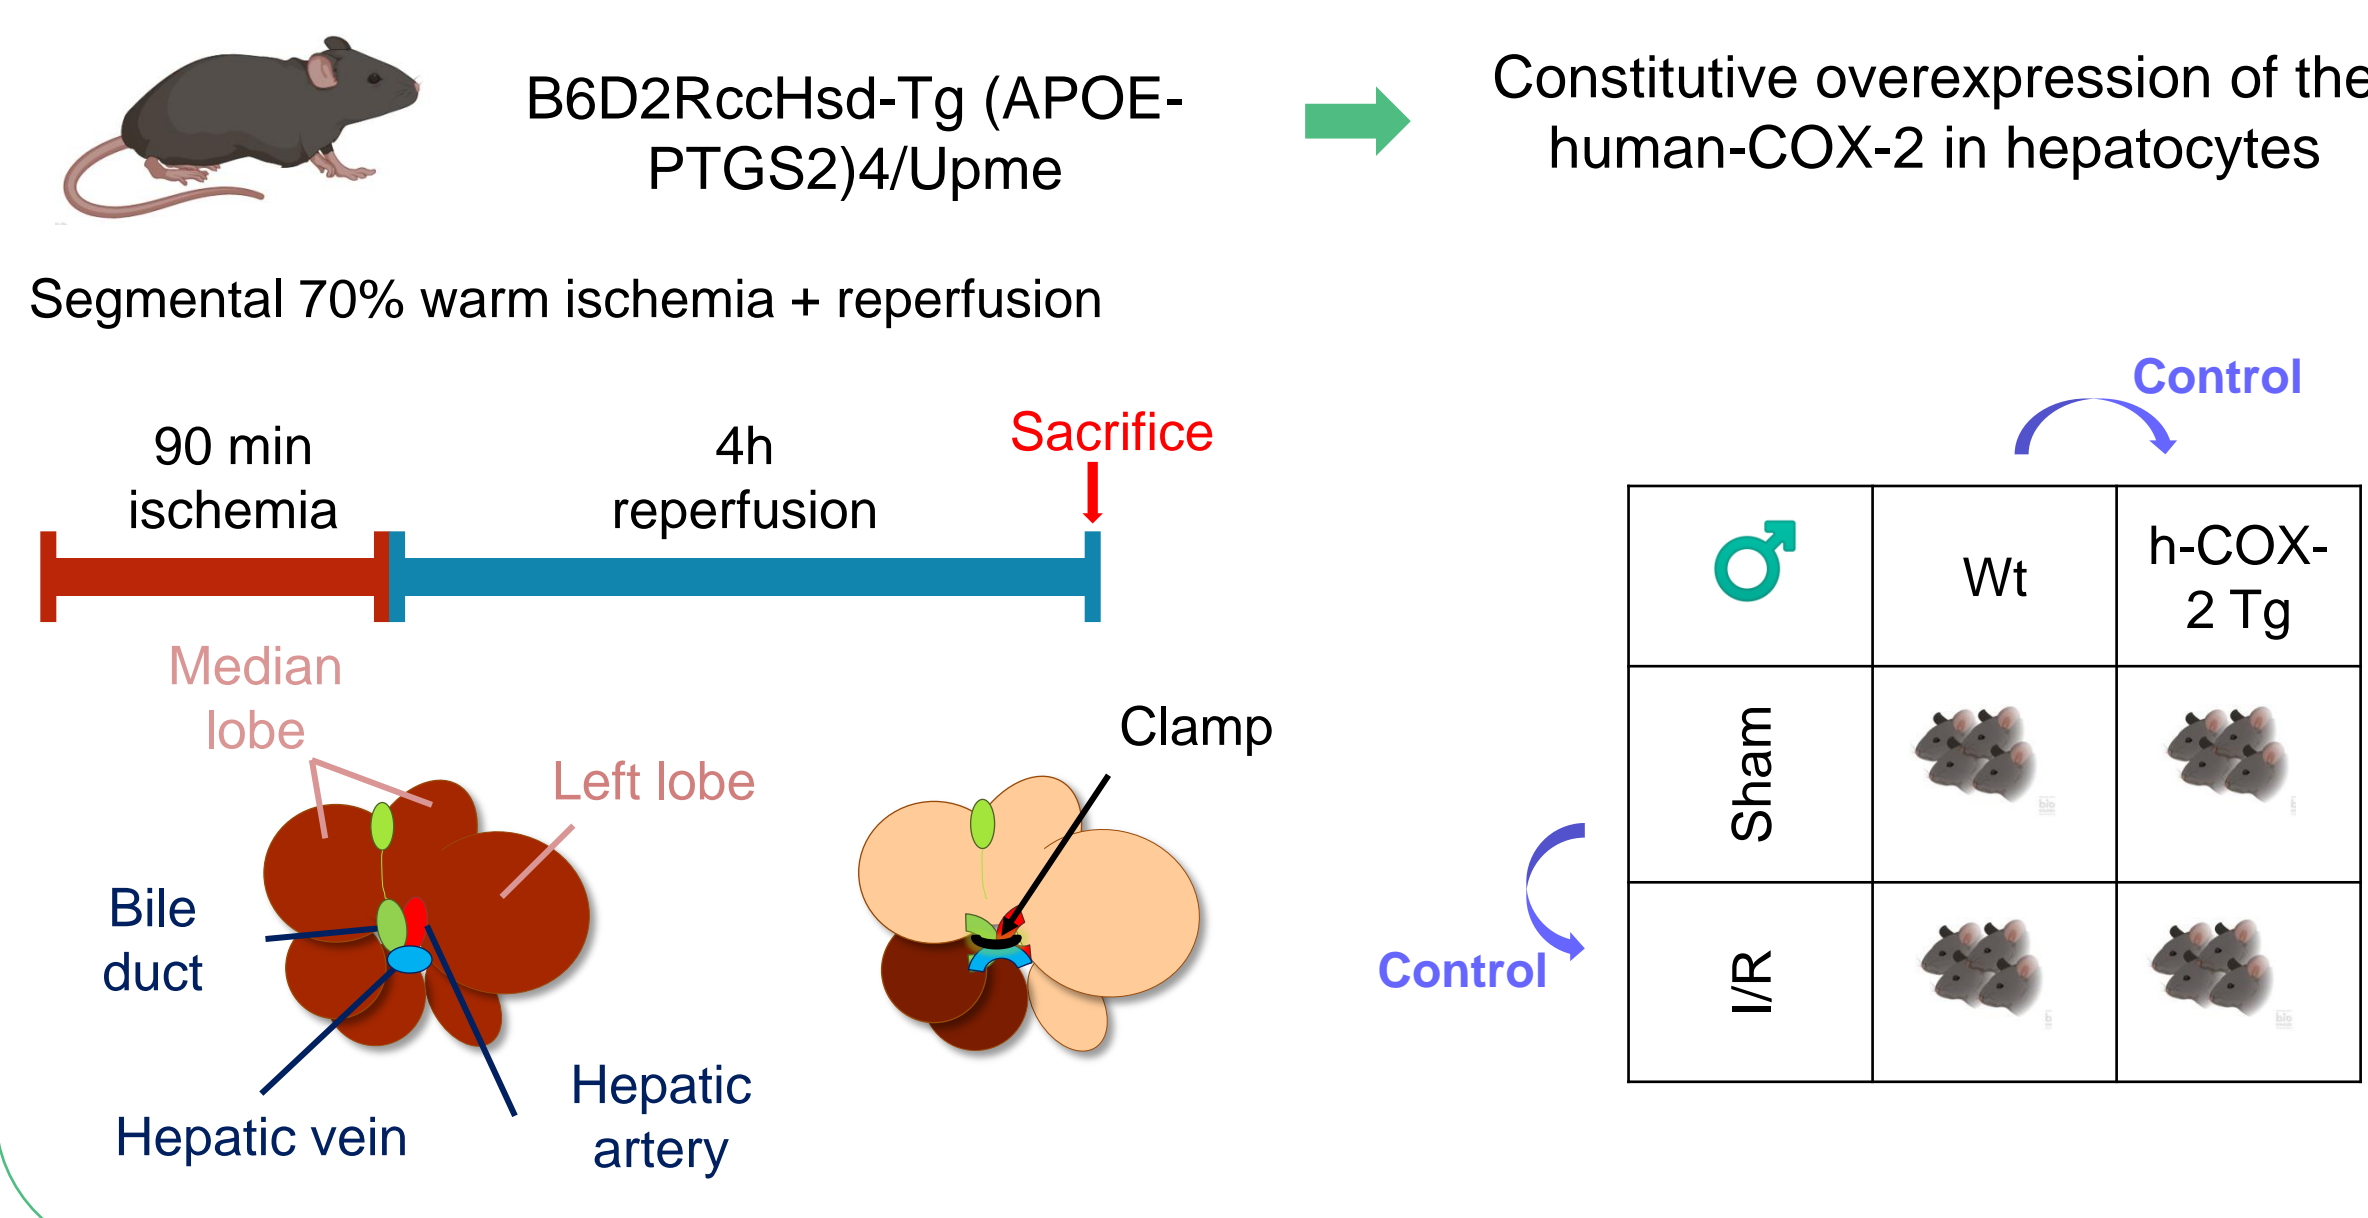 B6D2RccHsd-Tg (APOE-
PTGS2)4/Upme
Constitutive overexpression of the
human-COX-2 in hepatocytes
Segmental 70% warm ischemia + reperfusion
90 min
ischemia
4h
reperfusion
Sacrifice
Median
lobe
Left lobe
Bile
duct
Hepatic vein
Hepatic
artery
Clamp
Control
Control
Wt
h-COX-
2 Tg
Sham
I/R